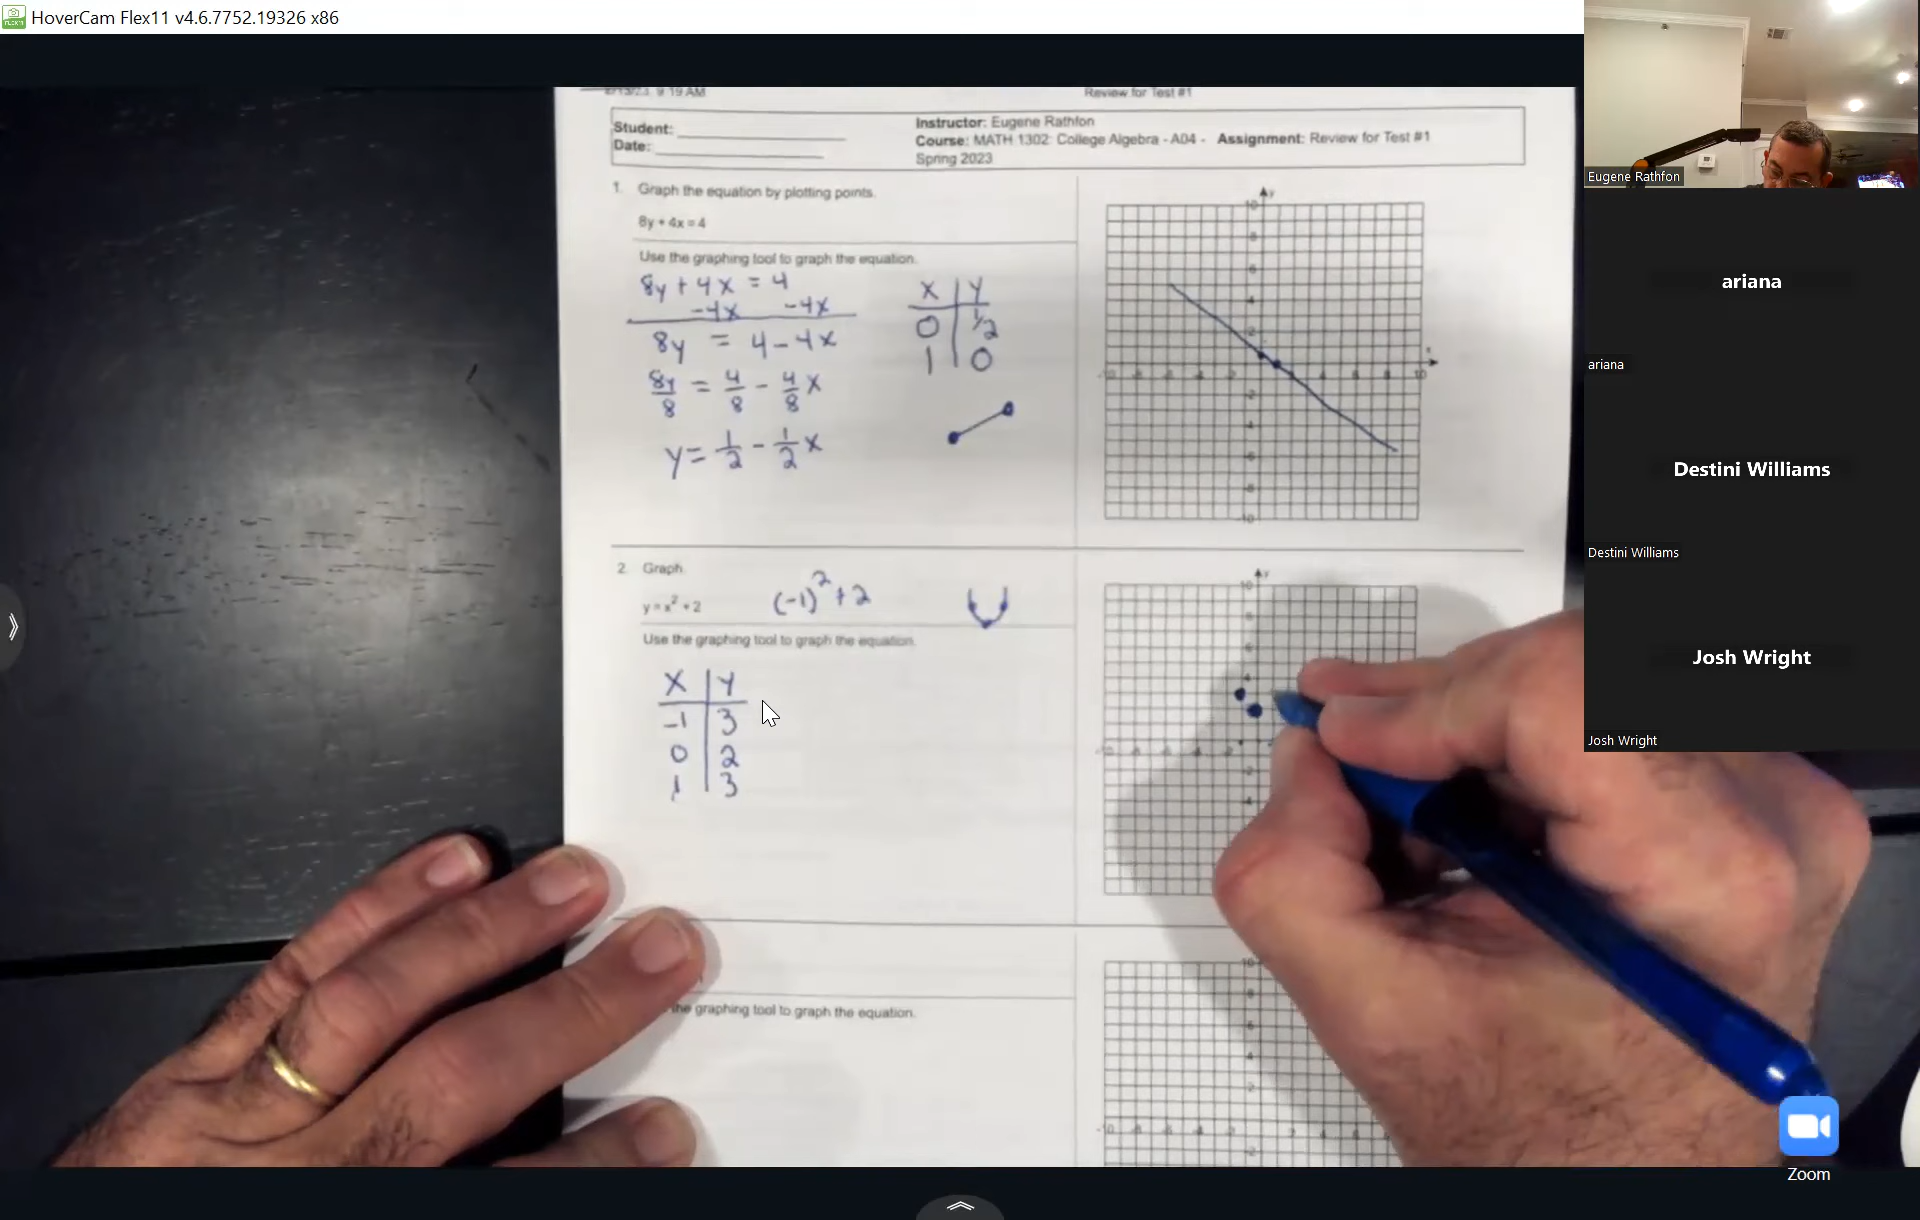 HoverCam Flex11 v4.6.7752.19326 x86
9:19 AM
Review for Test #1
Student:
Date:
Instructor: Eugene Rathfon
Course: MATH 1302: College Algebra - A04 -
Spring 2023
Assignment: Review for Test #1
1. Graph the equation by plotting points.
8y + 4x = 4
Use the graphing tool to graph the equation.
8y + 4x = 4
-4x -4x
8y = 4 - 4x
8y/8 = 4/8 - 4/8 x
y = 1/2 - 1/2 x
X Y
0 1/2
1 0
2. Graph.
y = x² + 2
(-1)² + 2
Use the graphing tool to graph the equation.
X Y
-1 3
0 2
1 3
the graphing tool to graph the equation.
Eugene Rathfon
ariana
ariana
Destini Williams
Destini Williams
Josh Wright
Josh Wright
Zoom